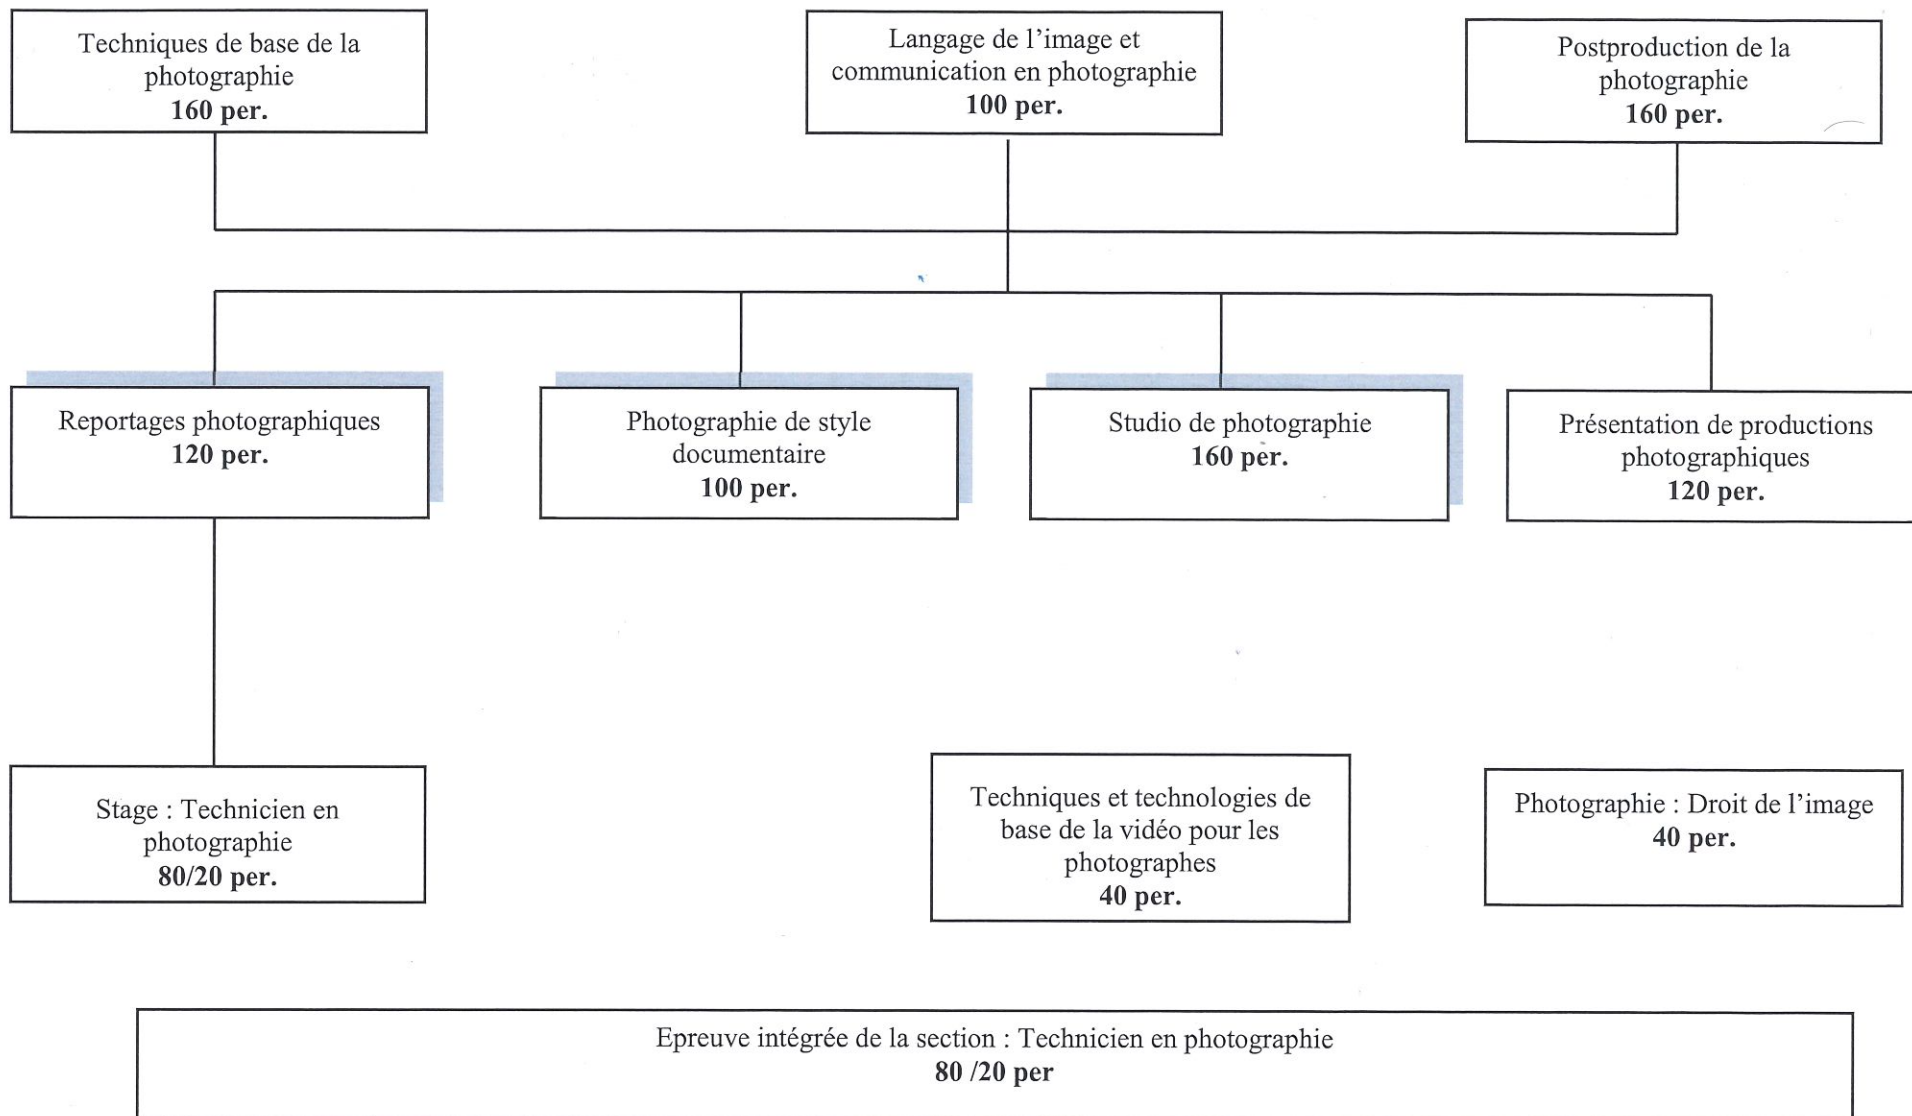 Techniques de base de la
photographie
160 per.
Langage de l'image et
communication en photographie
100 per.
Postproduction de la
photographie
160 per.
Reportages photographiques
120 per.
Photographie de style
documentaire
100 per.
Studio de photographie
160 per.
Présentation de productions
photographiques
120 per.
Stage : Technicien en
photographie
80/20 per.
Techniques et technologies de
base de la vidéo pour les
photographes
40 per.
Photographie : Droit de l'image
40 per.
Epreuve intégrée de la section : Technicien en photographie
80 /20 per